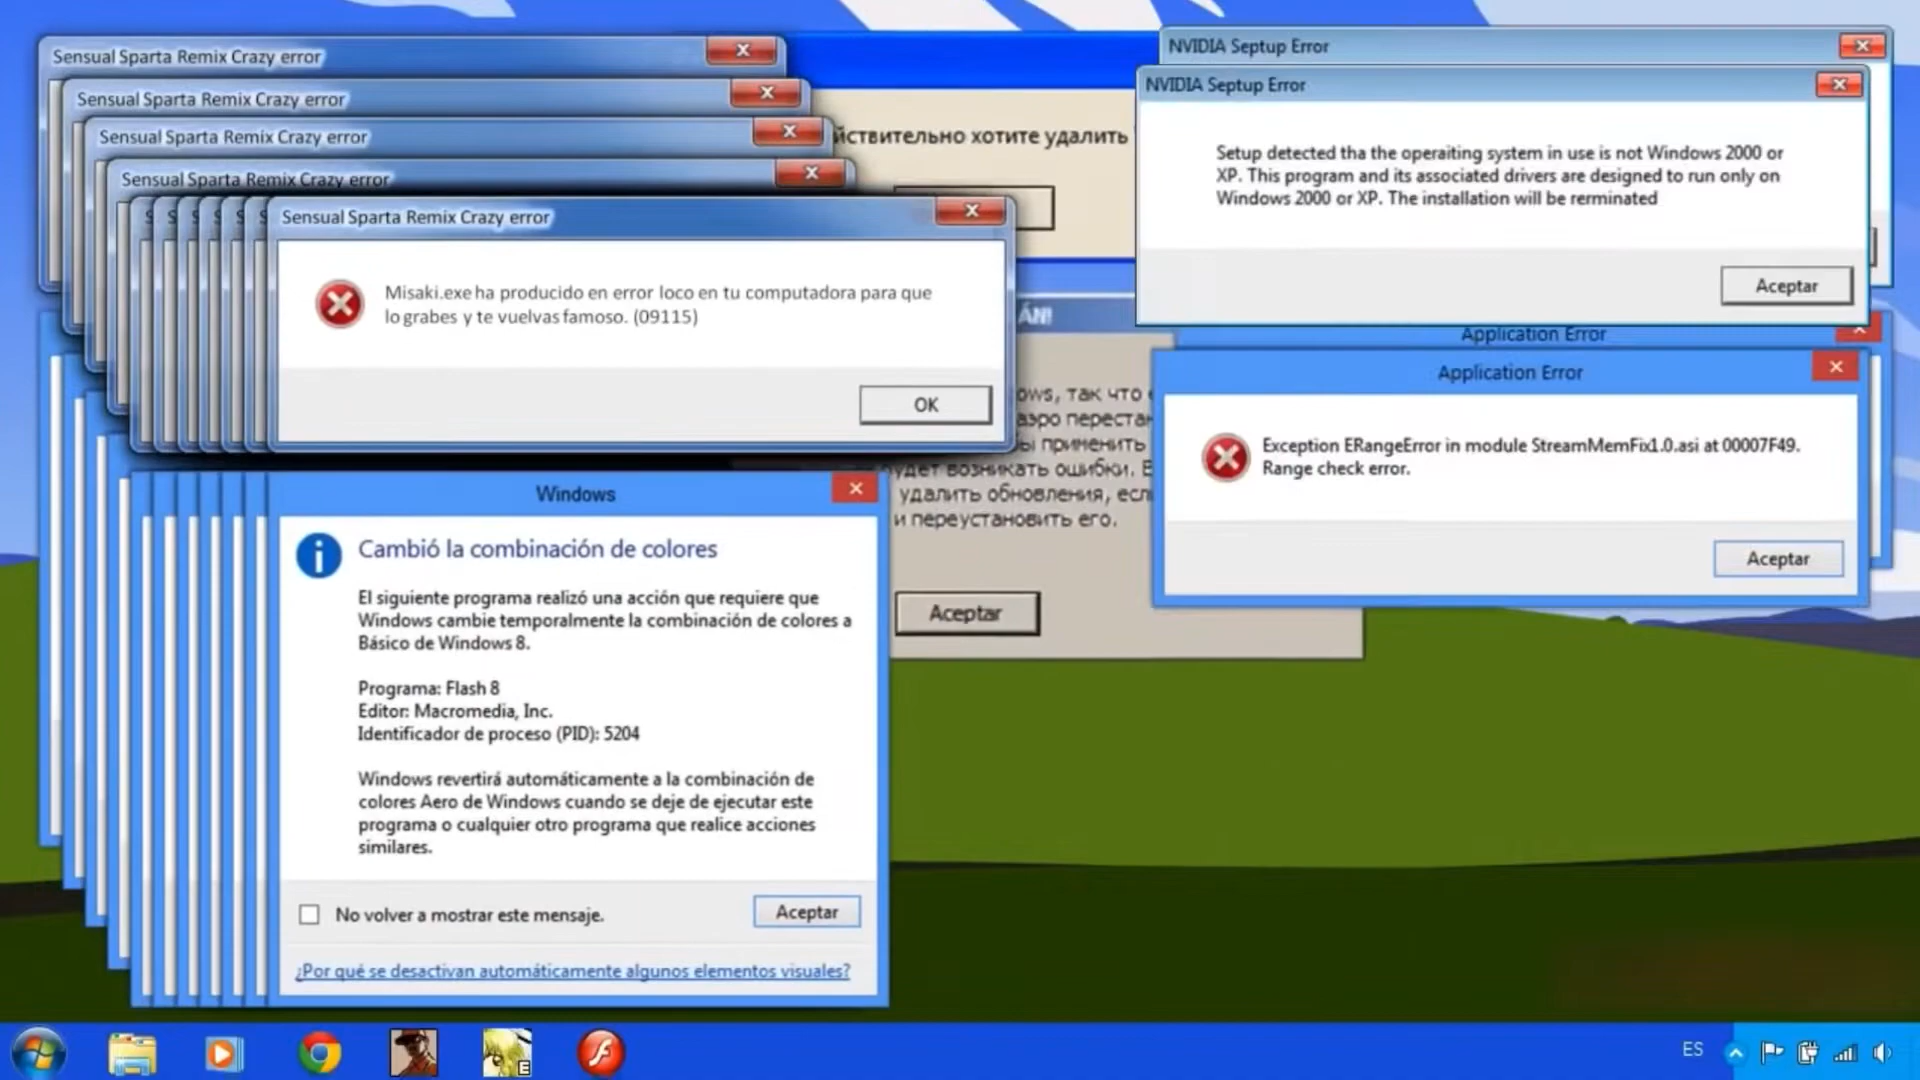 Sensual Sparta Remix Crazy error
Sensual Sparta Remix Crazy error
Sensual Sparta Remix Crazy error
Sensual Sparta Remix Crazy error
S S S S S S Sensual Sparta Remix Crazy error
Misaki.exe ha producido en error loco en tu computadora para que
lo grabes y te vuelvas famoso. (09115)
OK
хотите удалить
NVIDIA Septup Error
NVIDIA Septup Error
Setup detected tha the operaiting system in use is not Windows 2000 or
XP. This program and its associated drivers are designed to run only on
Windows 2000 or XP. The installation will be rerminated
Aceptar
Application Error
Application Error
Exception ERangeError in module StreamMemFix1.0.asi at 00007F49.
Range check error.
Aceptar
ÁN!
ows, так что
аэро
применить
будет возникать ошибки. В
удалить обновления,
и переустановить его.
Aceptar
Windows
Cambió la combinación de colores
El siguiente programa realizó una acción que requiere que
Windows cambie temporalmente la combinación de colores a
Básico de Windows 8.
Programa: Flash 8
Editor: Macromedia, Inc.
Identificador de proceso (PID): 5204
Windows revertirá automáticamente a la combinación de
colores Aero de Windows cuando se deje de ejecutar este
programa o cualquier otro programa que realice acciones
similares.
No volver a mostrar este mensaje.
Aceptar
¿Por qué se desactivan automáticamente algunos elementos visuales?
E
ES